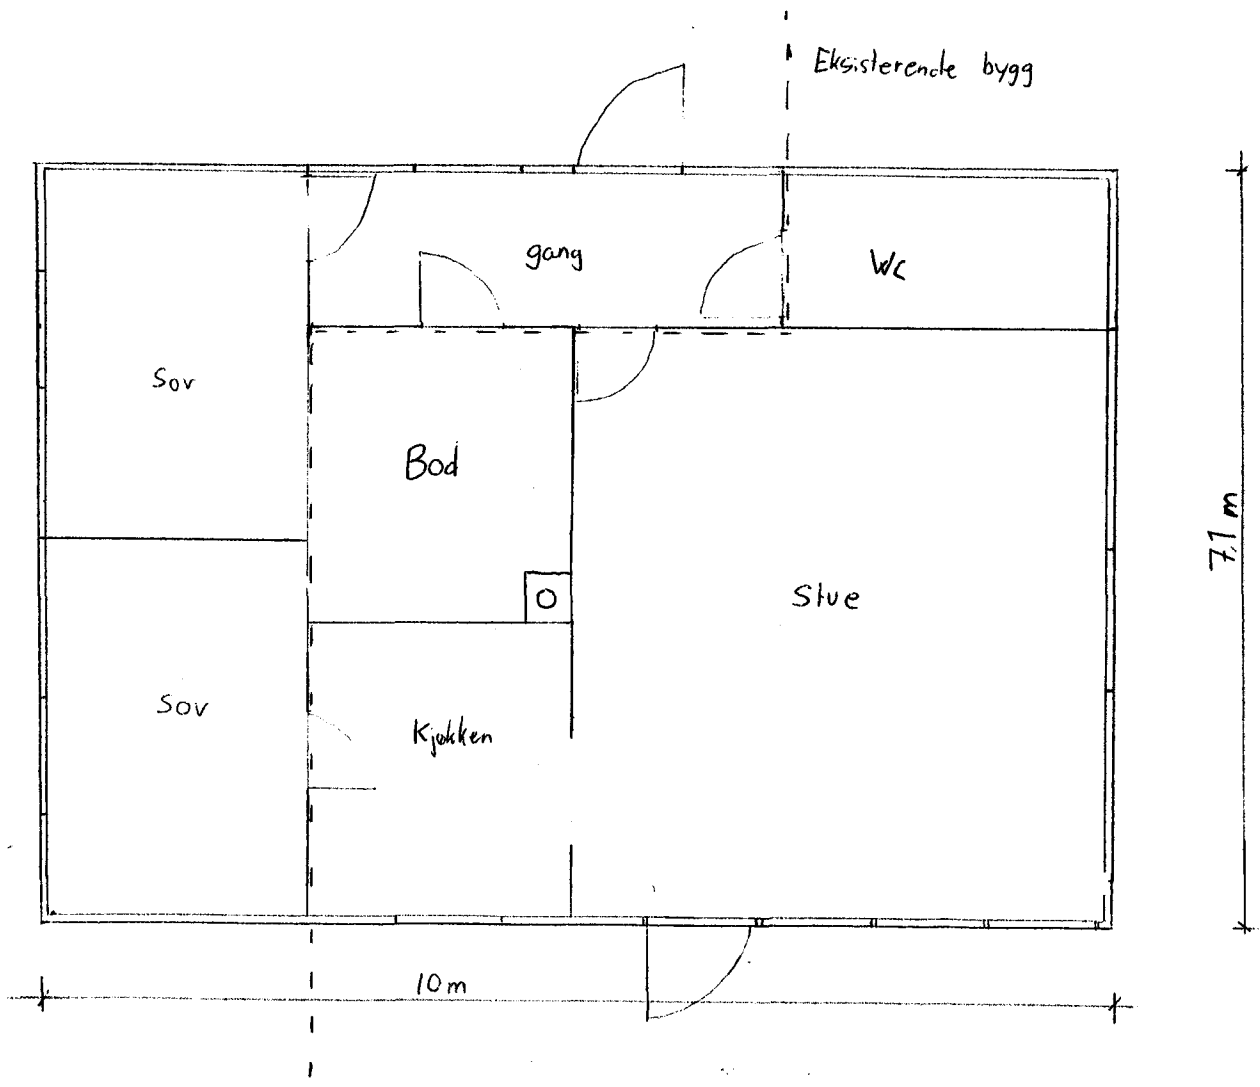 Eksisterende bygg
gang
Wc
Sov
Bod
Stue
Sov
Kjøkken
7,1 m
10 m